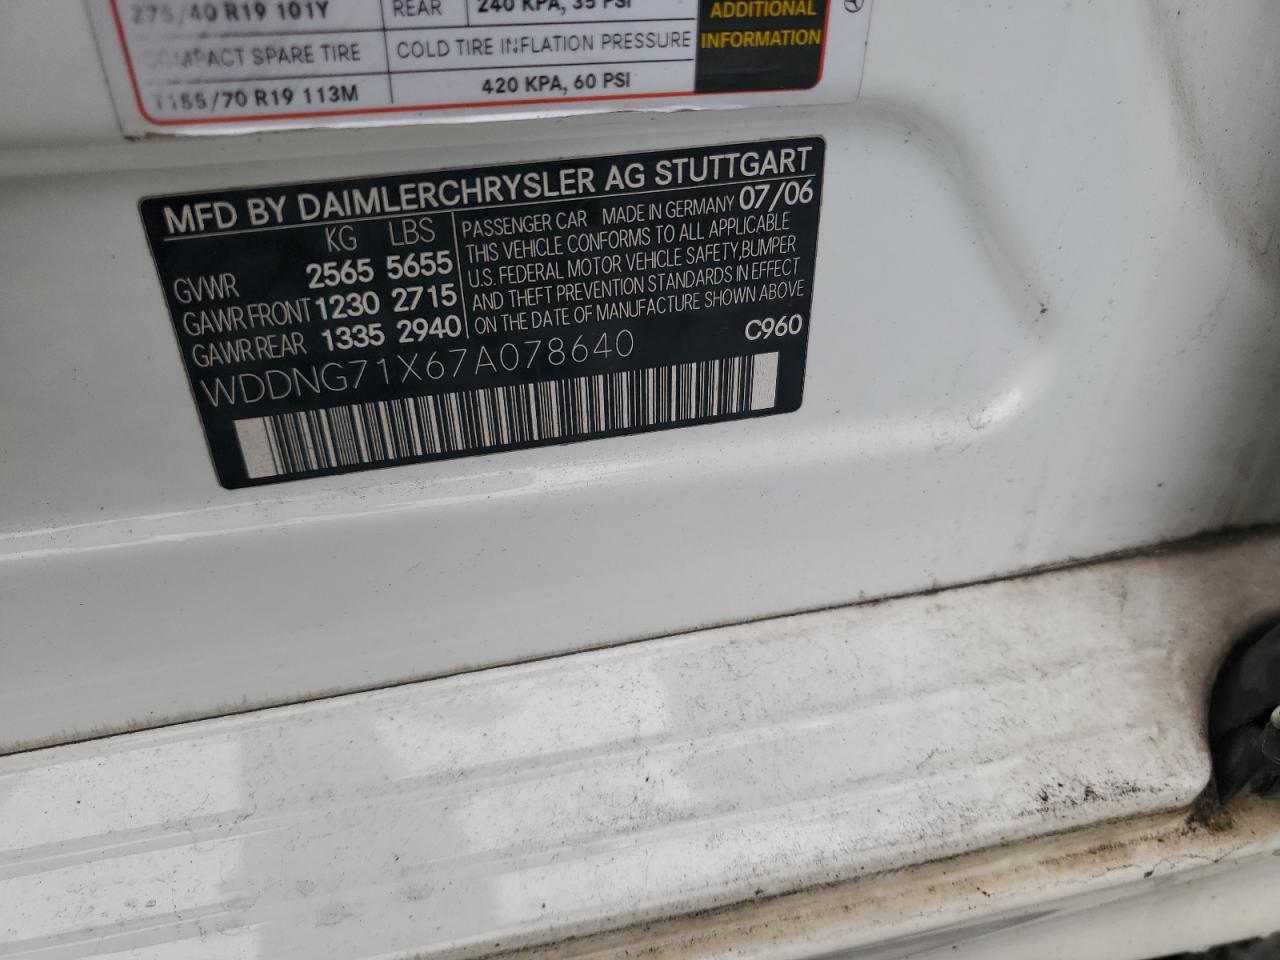 275/40 R19 101Y REAR 240 KPA, 35 PSI
COMPACT SPARE TIRE COLD TIRE INFLATION PRESSURE
T155/70 R19 113M 420 KPA, 60 PSI
ADDITIONAL
INFORMATION
MFD BY DAIMLERCHRYSLER AG STUTTGART
KG LBS
GVWR 2565 5655
GAWR FRONT 1230 2715
GAWR REAR 1335 2940
PASSENGER CAR MADE IN GERMANY 07/06
THIS VEHICLE CONFORMS TO ALL APPLICABLE
U.S. FEDERAL MOTOR VEHICLE SAFETY, BUMPER
AND THEFT PREVENTION STANDARDS IN EFFECT
ON THE DATE OF MANUFACTURE SHOWN ABOVE
C960
WDDNG71X67A078640